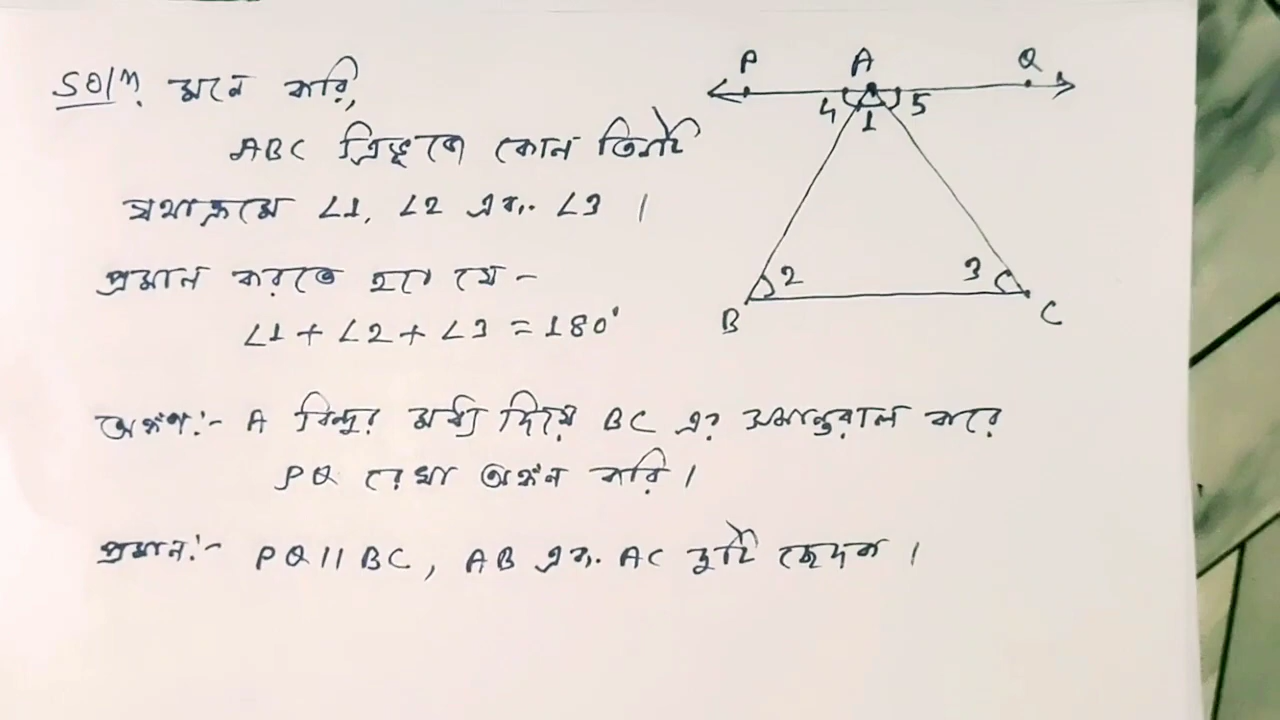 Sol^n. মনে করি,
ABC ত্রিভূজে কোন তিনটি
যথাক্রমে ∠1, ∠2 এবং ∠3 ।
প্রমান করতে হবে যে -
∠1 + ∠2 + ∠3 = 180°
অঙ্কণ:- A বিন্দুর মধ্য দিয়ে BC এর সমান্তরাল করে
PQ রেখা অঙ্কন করি ।
প্রমান:- PQ || BC, AB এবং AC দুটি ছেদক ।
P A Q
4 1 5
2 3
B C